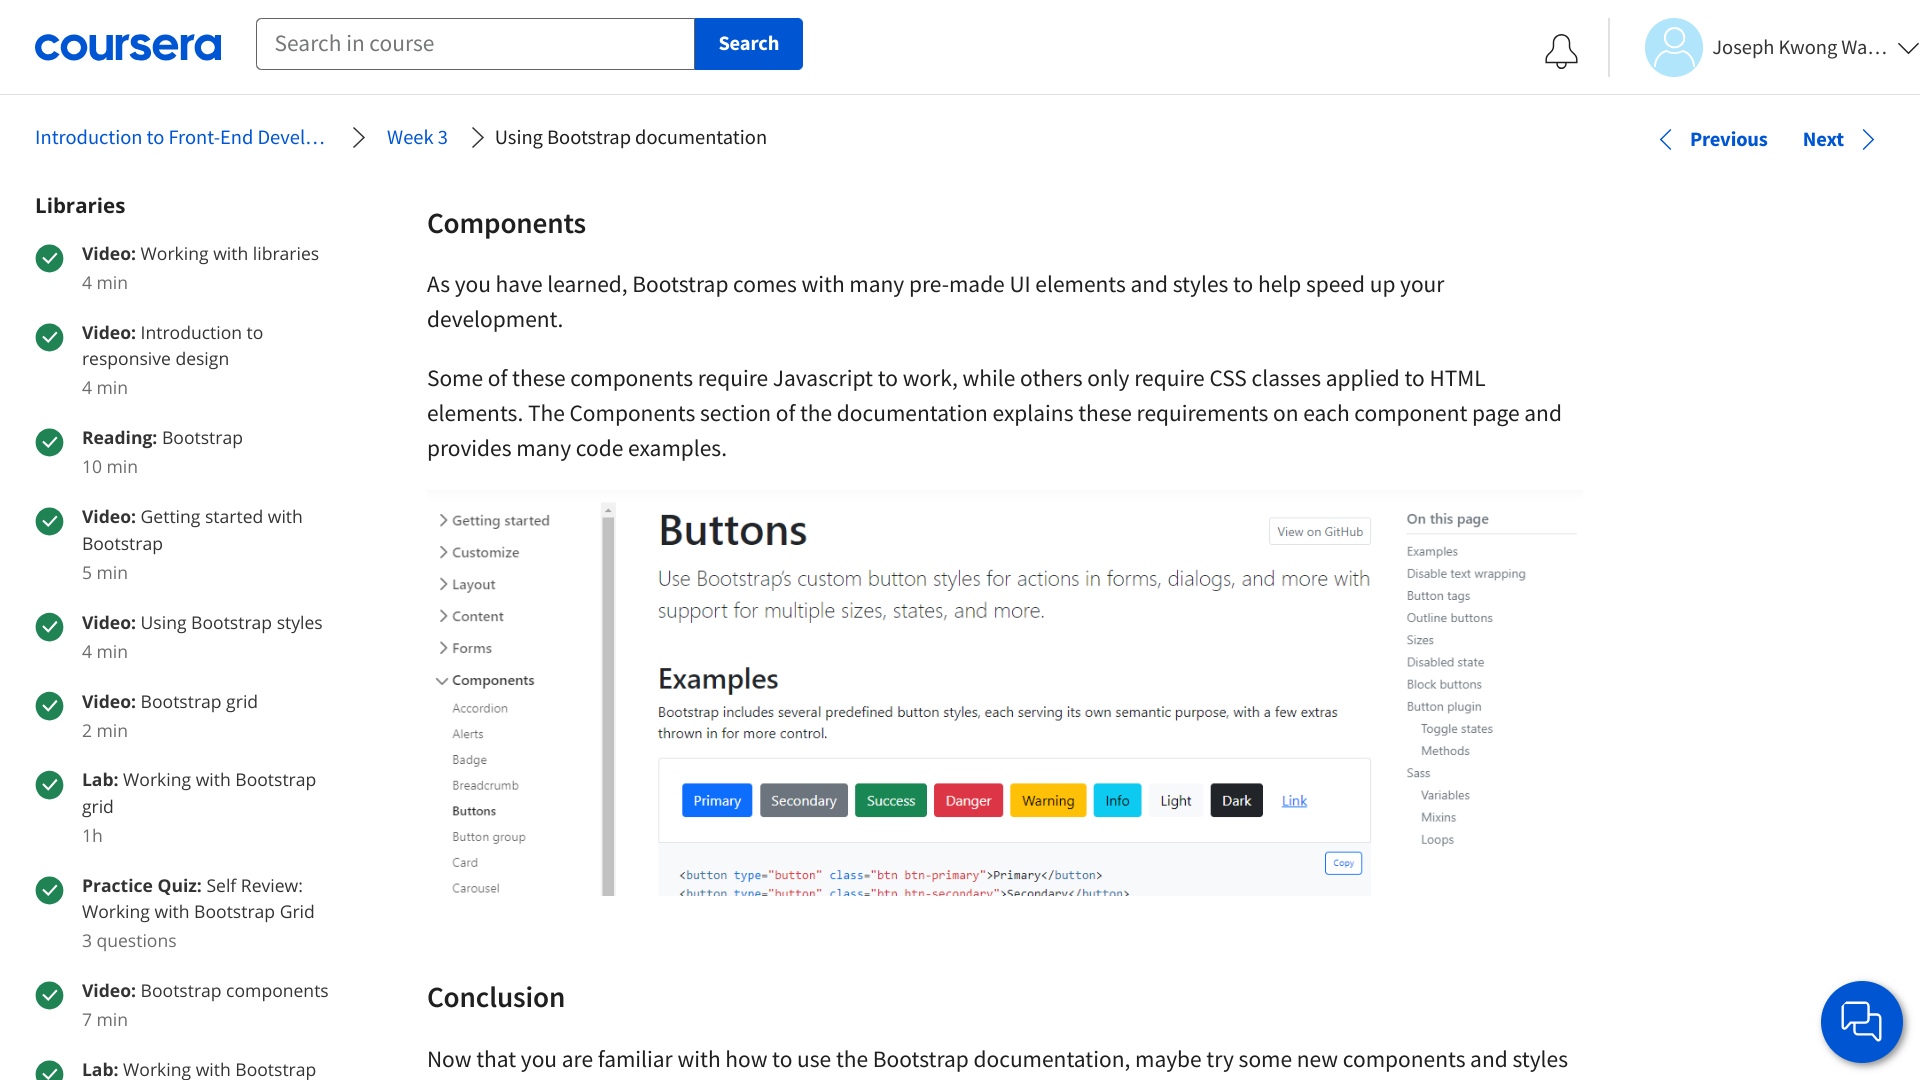 coursera
Search in course
Search
Joseph Kwong Wa...
Introduction to Front-End Devel...
Week 3
Using Bootstrap documentation
Previous
Next
Libraries
Video: Working with libraries
4 min
Video: Introduction to
responsive design
4 min
Reading: Bootstrap
10 min
Video: Getting started with
Bootstrap
5 min
Video: Using Bootstrap styles
4 min
Video: Bootstrap grid
2 min
Lab: Working with Bootstrap
grid
1h
Practice Quiz: Self Review:
Working with Bootstrap Grid
3 questions
Video: Bootstrap components
7 min
Lab: Working with Bootstrap
Components
As you have learned, Bootstrap comes with many pre-made UI elements and styles to help speed up your
development.
Some of these components require Javascript to work, while others only require CSS classes applied to HTML
elements. The Components section of the documentation explains these requirements on each component page and
provides many code examples.
Getting started
Customize
Layout
Content
Forms
Components
Accordion
Alerts
Badge
Breadcrumb
Buttons
Button group
Card
Carousel
Buttons
View on GitHub
Use Bootstrap's custom button styles for actions in forms, dialogs, and more with
support for multiple sizes, states, and more.
Examples
Bootstrap includes several predefined button styles, each serving its own semantic purpose, with a few extras
thrown in for more control.
Primary
Secondary
Success
Danger
Warning
Info
Light
Dark
Link
Copy
<button type="button" class="btn btn-primary">Primary</button>
<button type="button" class="btn btn-secondary">Secondary</button>
On this page
Examples
Disable text wrapping
Button tags
Outline buttons
Sizes
Disabled state
Block buttons
Button plugin
Toggle states
Methods
Sass
Variables
Mixins
Loops
Conclusion
Now that you are familiar with how to use the Bootstrap documentation, maybe try some new components and styles